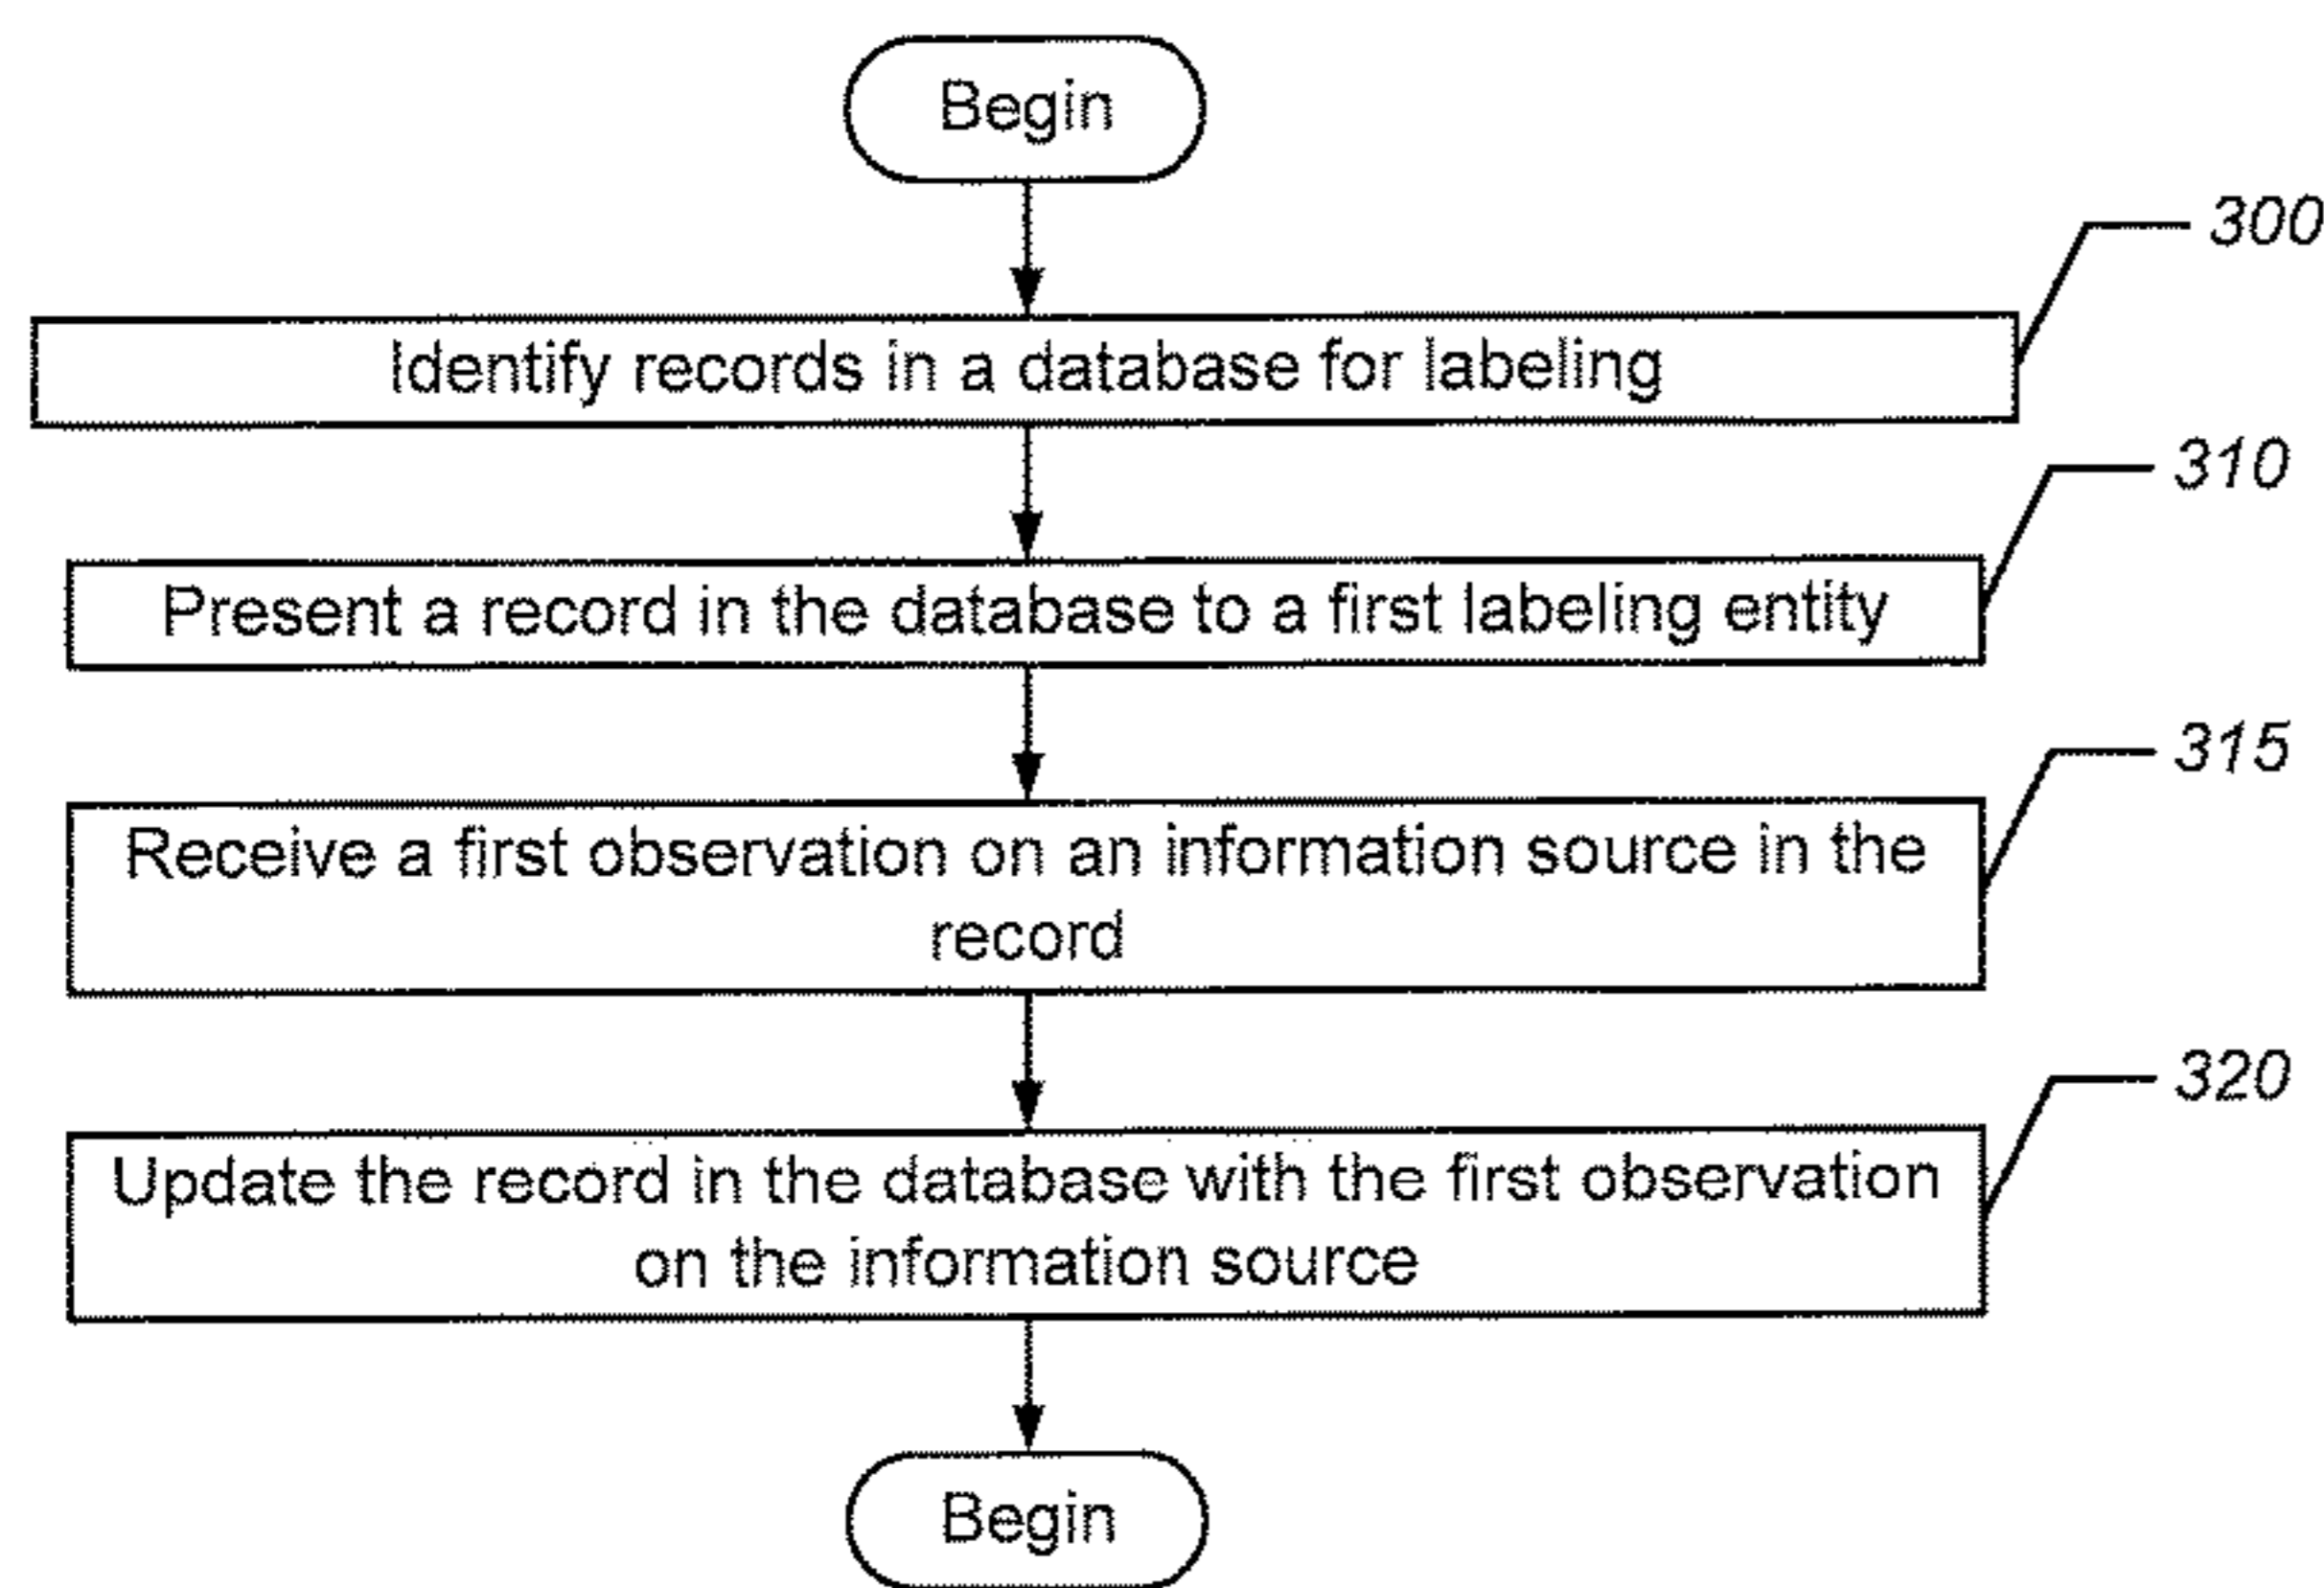 Begin
300
Identify records in a database for labeling
310
Present a record in the database to a first labeling entity
315
Receive a first observation on an information source in the
record
320
Update the record in the database with the first observation
on the information source
Begin